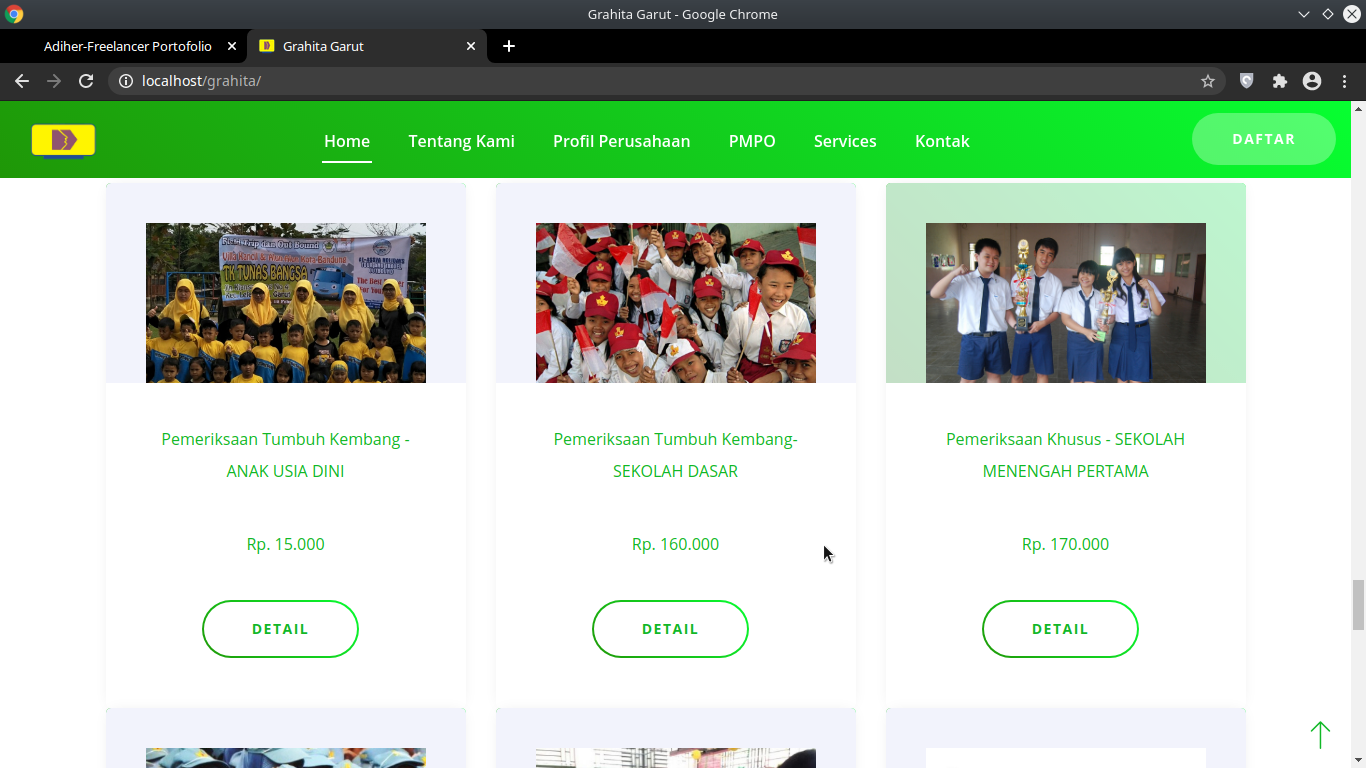 Grahita Garut - Google Chrome
Adiher-Freelancer Portofolio
Grahita Garut
localhost/grahita/
Home
Tentang Kami
Profil Perusahaan
PMPO
Services
Kontak
DAFTAR
TK TUNAS BANGSA
Pemeriksaan Tumbuh Kembang -
ANAK USIA DINI
Rp. 15.000
DETAIL
Pemeriksaan Tumbuh Kembang-
SEKOLAH DASAR
Rp. 160.000
DETAIL
Pemeriksaan Khusus - SEKOLAH
MENENGAH PERTAMA
Rp. 170.000
DETAIL